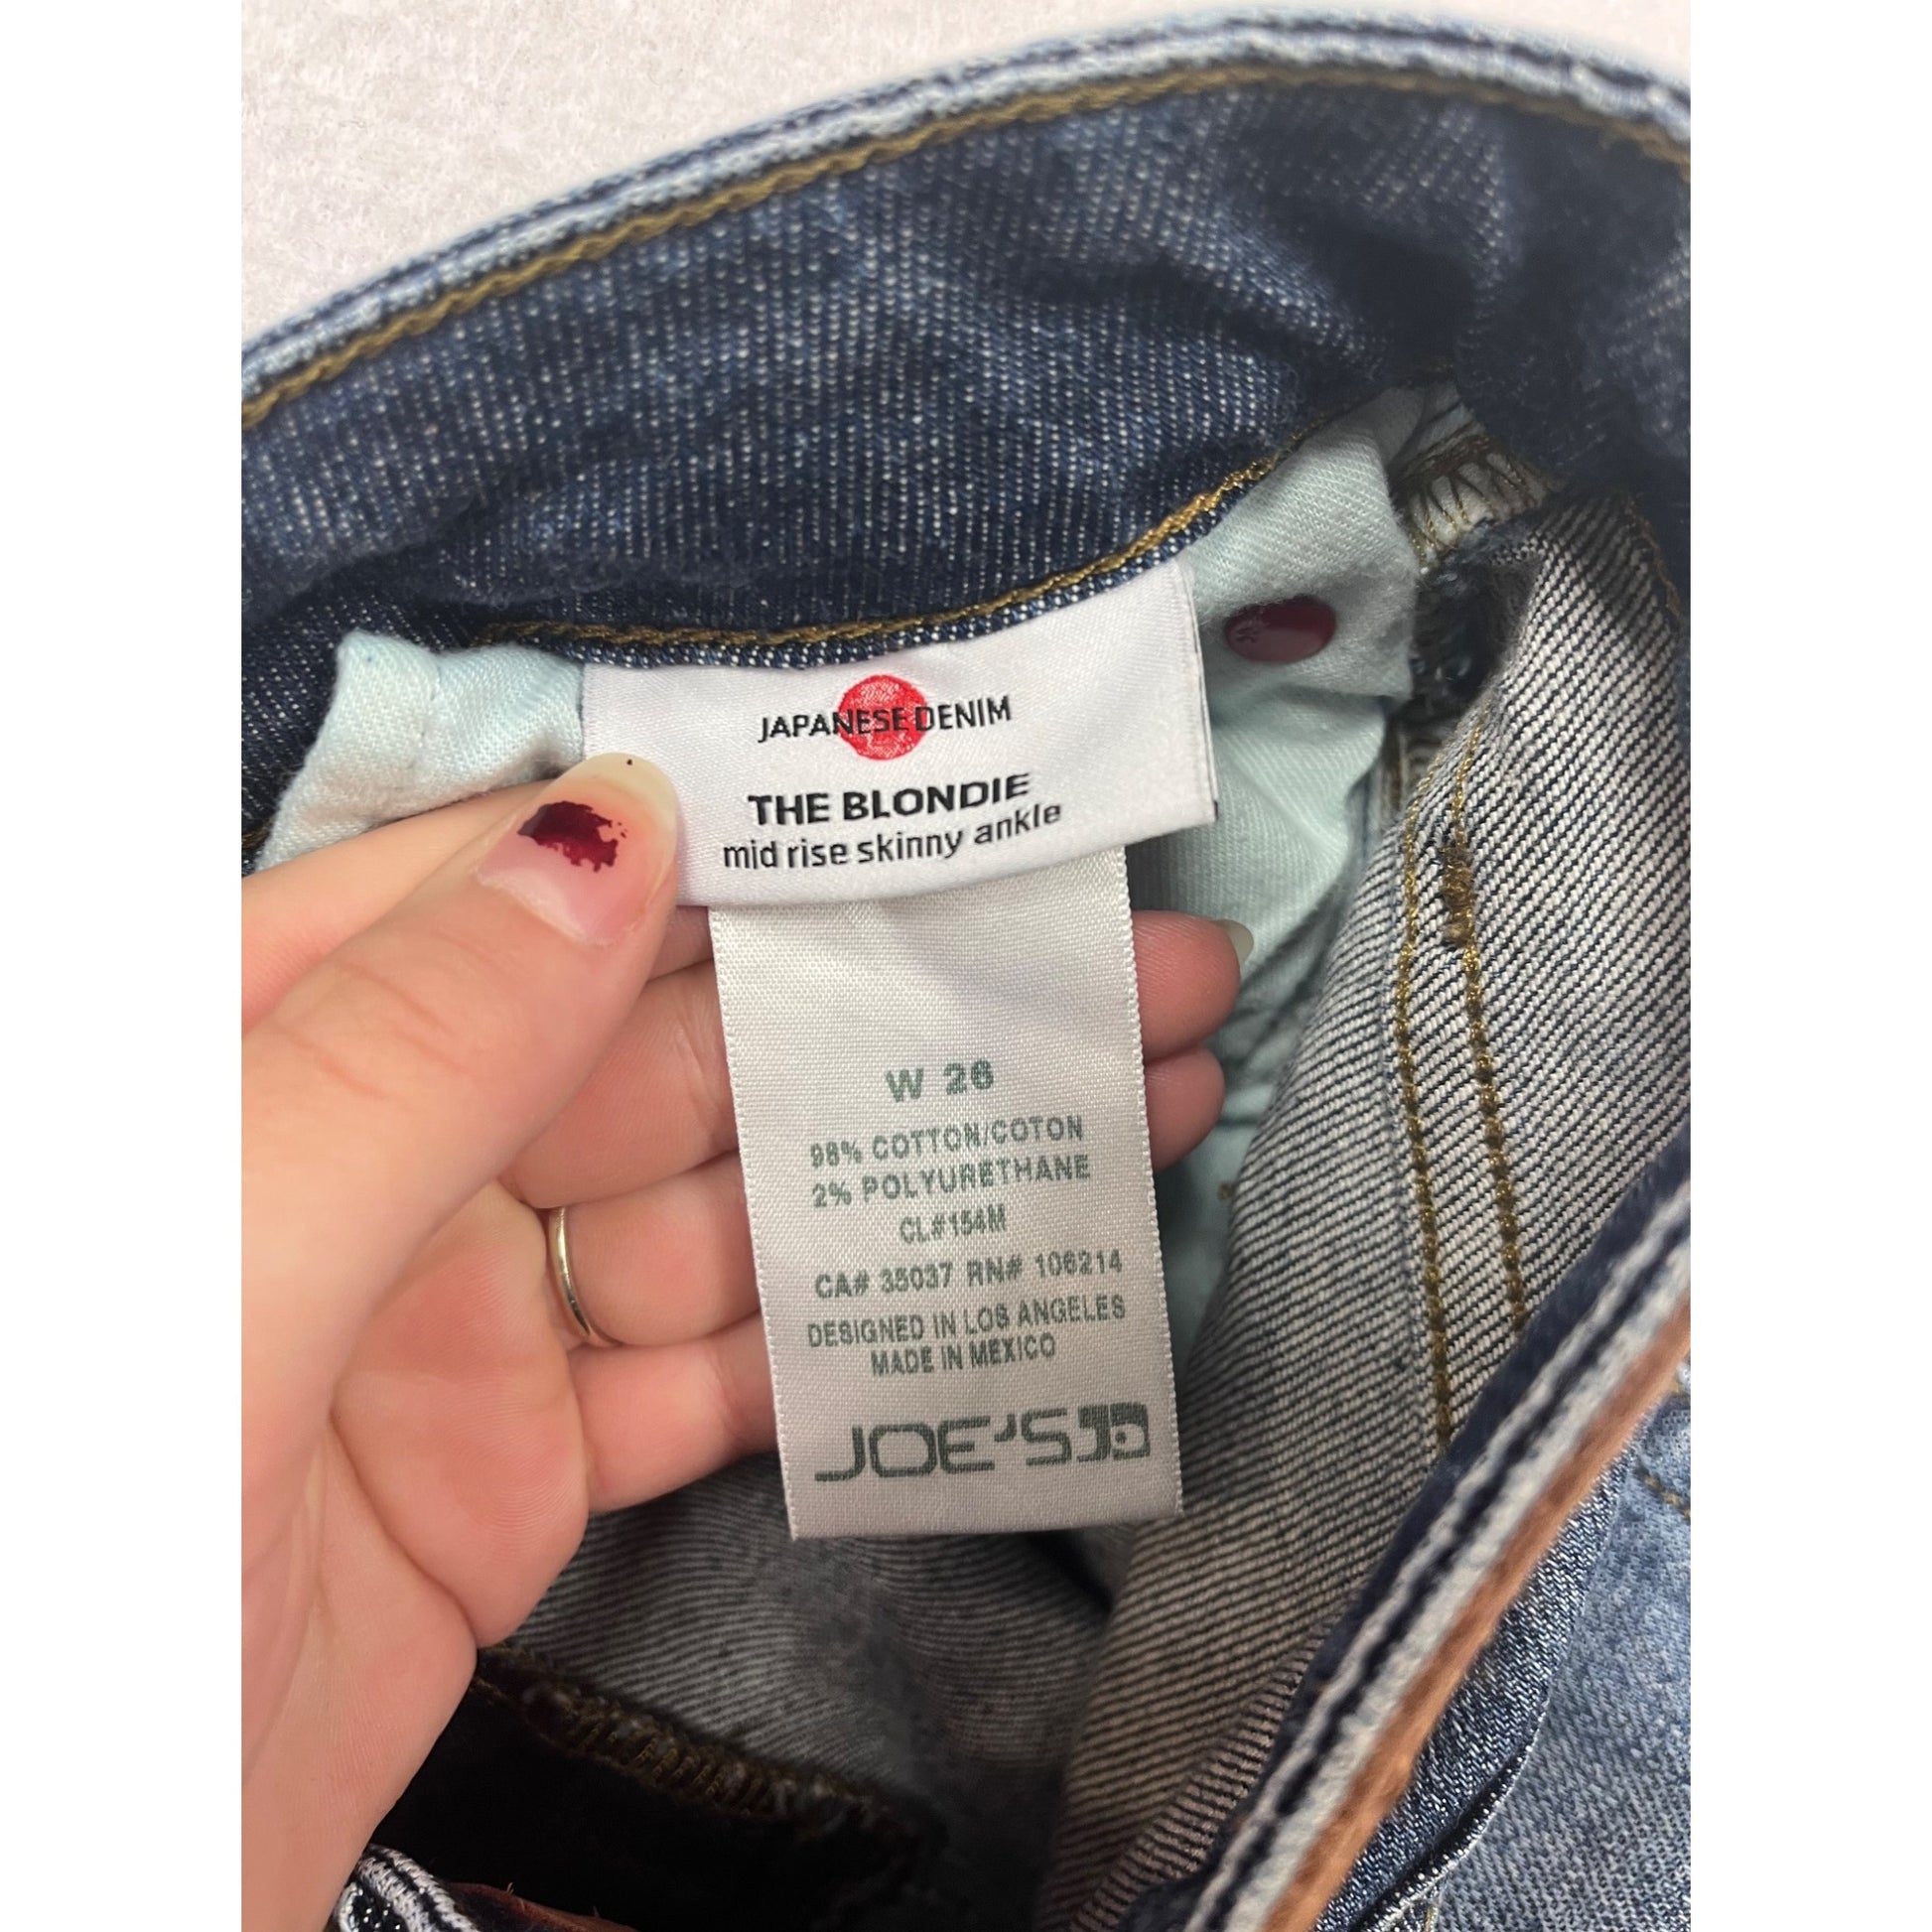 JAPANESE DENIM
THE BLONDIE
mid rise skinny ankle
W 26
98% COTTON/COTON
2% POLYURETHANE
CL#154M
CA# 35037 RN# 106214
DESIGNED IN LOS ANGELES
MADE IN MEXICO
JOE'S